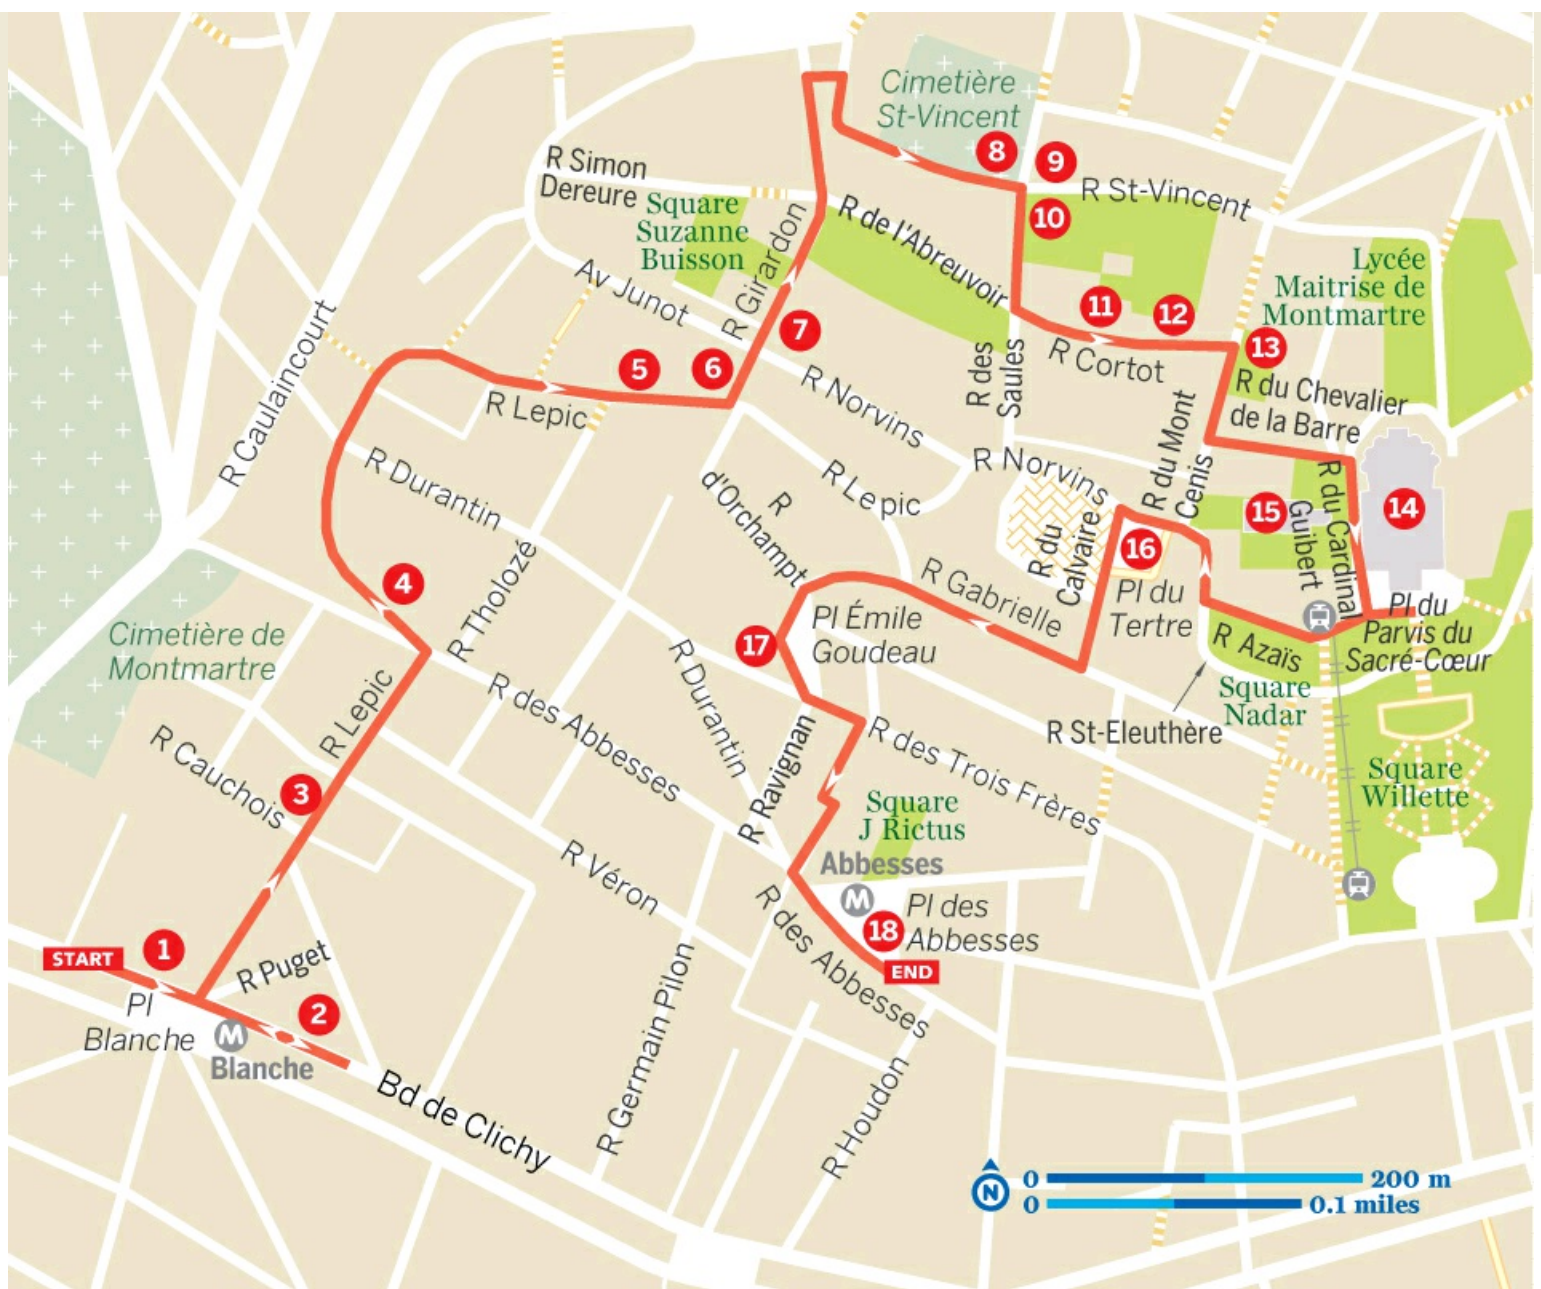 Cimetière
St-Vincent
8
9
R Simon
Dereure
Square
Suzanne
Buisson
R St-Vincent
10
R de l'Abreuvoir
R Girardon
Av Junot
Lycée
Maitrise de
Montmartre
7
11
12
13
5
6
R Cortot
R Caulaincourt
R Lepic
R Norvins
R des
Saules
R du Chevalier
de la Barre
R Durantin
R Lepic
R Norvins
R du Mont
Cenis
R
d'Orchampt
R du
Calvaire
R du Cardinal
Guibert
14
15
16
4
R Tholozé
R Gabrielle
Pl du
Tertre
Pl Émile
Goudeau
17
Pl du
Parvis du
Sacré-Cœur
R Azaïs
Cimetière de
Montmartre
R Lepic
R des Abbesses
R Durantin
Square
Nadar
R St-Eleuthère
R Cauchois
3
R Ravignan
R des Trois Frères
Square
Willette
Square
J Rictus
R Véron
Abbesses
M
Pl des
Abbesses
18
END
R des Abbesses
START
1
R Puget
Pl
Blanche
2
M
Blanche
Bd de Clichy
R Germain Pilon
R Houdon
N
0
200 m
0
0.1 miles